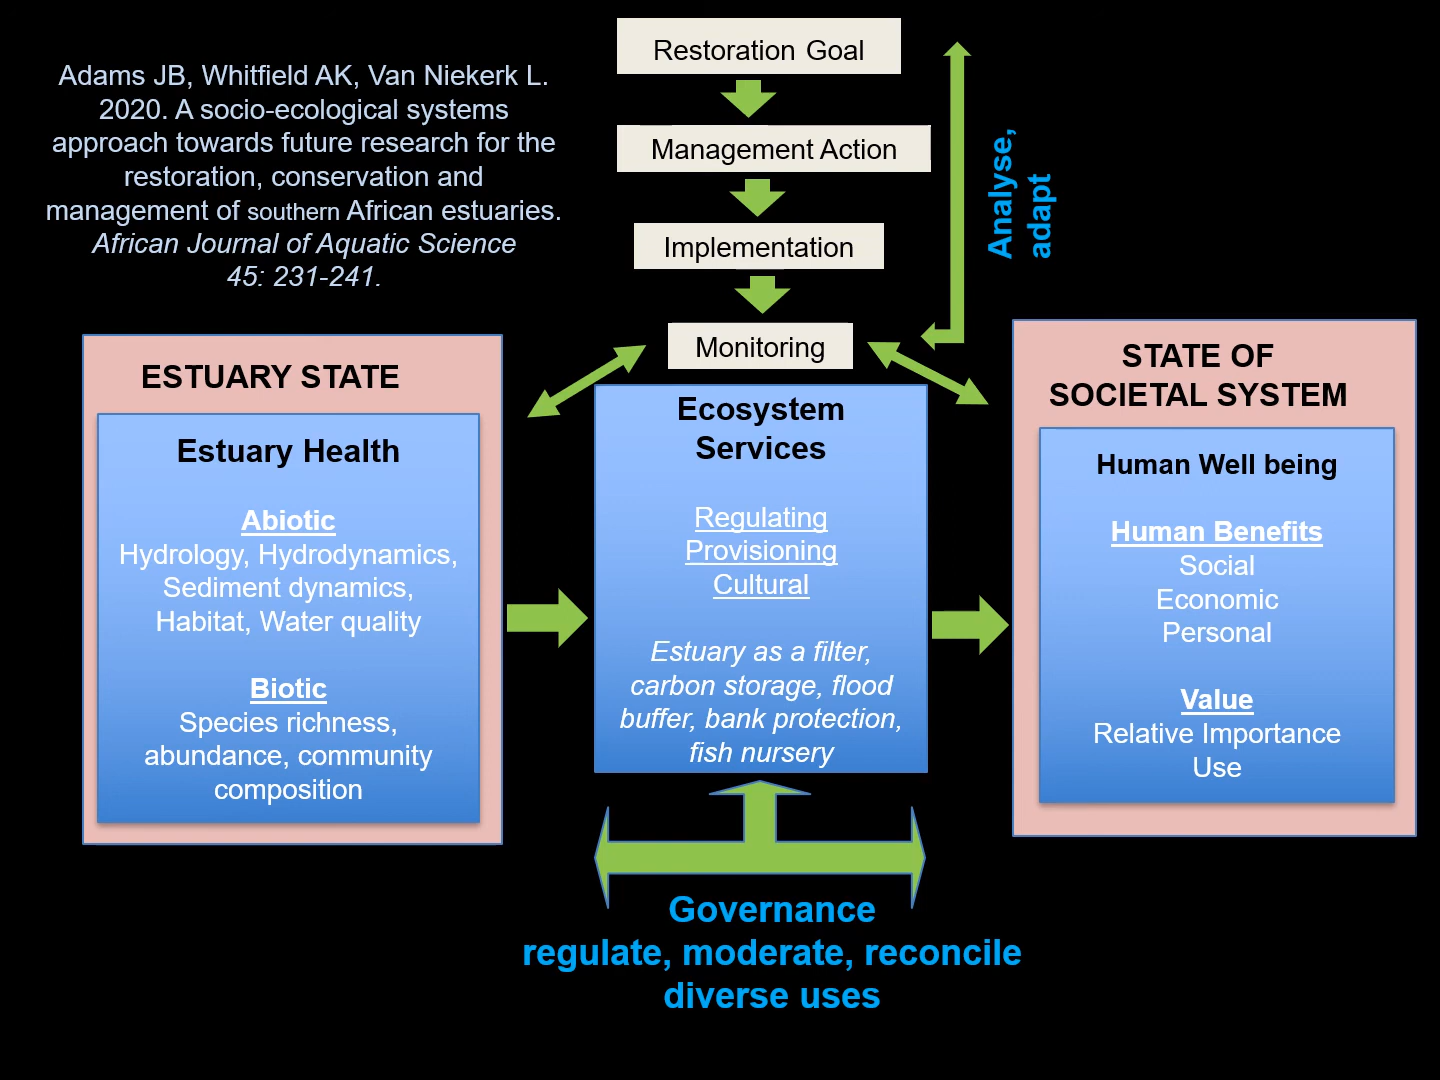 Adams JB, Whitfield AK, Van Niekerk L.
2020. A socio-ecological systems
approach towards future research for the
restoration, conservation and
management of southern African estuaries.
African Journal of Aquatic Science
45: 231-241.
Restoration Goal
Management Action
Implementation
Monitoring
Analyse,
adapt
ESTUARY STATE
Estuary Health
Abiotic
Hydrology, Hydrodynamics,
Sediment dynamics,
Habitat, Water quality
Biotic
Species richness,
abundance, community
composition
Ecosystem
Services
Regulating
Provisioning
Cultural
Estuary as a filter,
carbon storage, flood
buffer, bank protection,
fish nursery
STATE OF
SOCIETAL SYSTEM
Human Well being
Human Benefits
Social
Economic
Personal
Value
Relative Importance
Use
Governance
regulate, moderate, reconcile
diverse uses